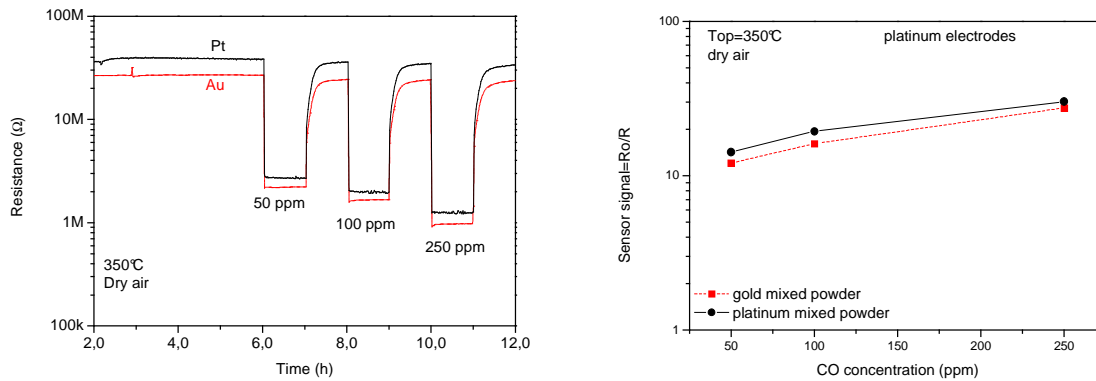 100M
10M
1M
100k
Resistance (Ω)
Pt
Au
50 ppm
100 ppm
250 ppm
350℃
Dry air
2,0
4,0
6,0
8,0
10,0
12,0
Time (h)
100
10
1
Sensor signal=Ro/R
Top=350℃
platinum electrodes
dry air
gold mixed powder
platinum mixed powder
50
100
150
200
250
CO concentration (ppm)